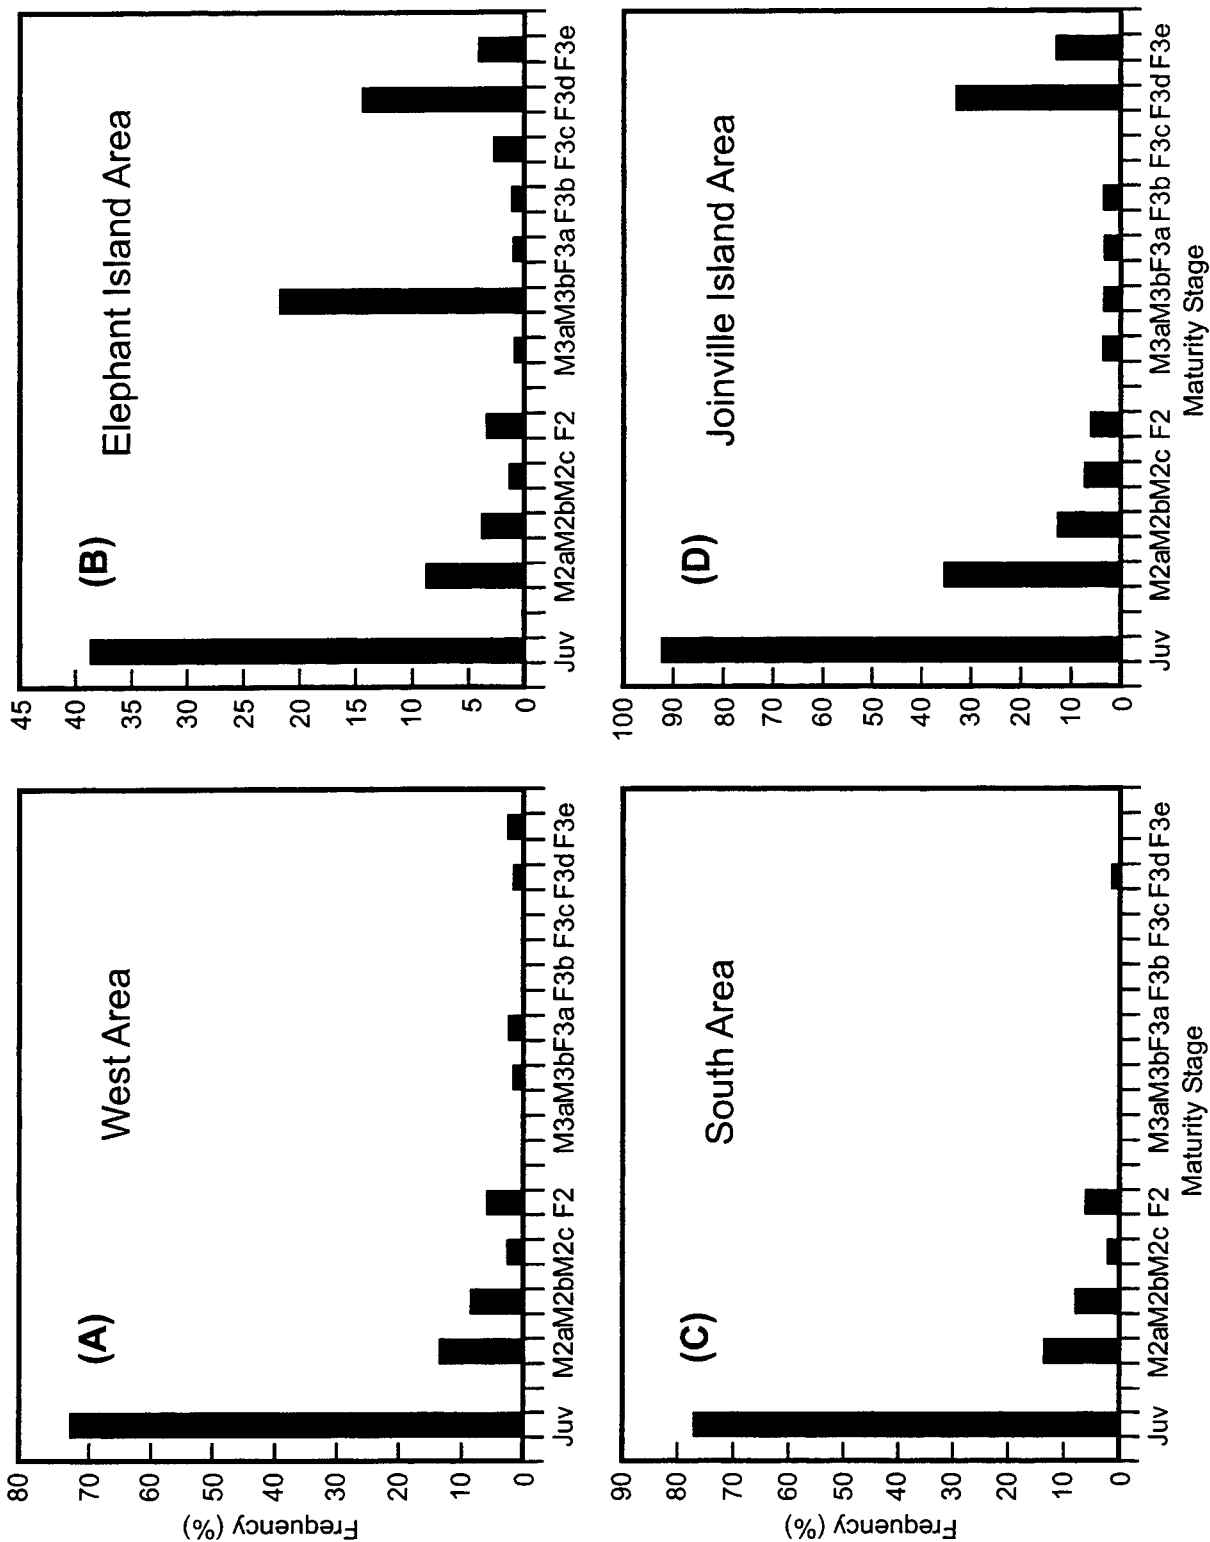 (A)
West Area
Frequency (%)
80
70
60
50
40
30
20
10
0
Juv M2aM2bM2c F2 M3aM3bF3a F3b F3c F3d F3e
(B)
Elephant Island Area
45
40
35
30
25
20
15
10
5
0
Juv M2aM2bM2c F2 M3aM3bF3a F3b F3c F3d F3e
(C)
South Area
Frequency (%)
90
80
70
60
50
40
30
20
10
0
Juv M2aM2bM2c F2 M3aM3bF3a F3b F3c F3d F3e
Maturity Stage
(D)
Joinville Island Area
100
90
80
70
60
50
40
30
20
10
0
Juv M2aM2bM2c F2 M3aM3bF3a F3b F3c F3d F3e
Maturity Stage